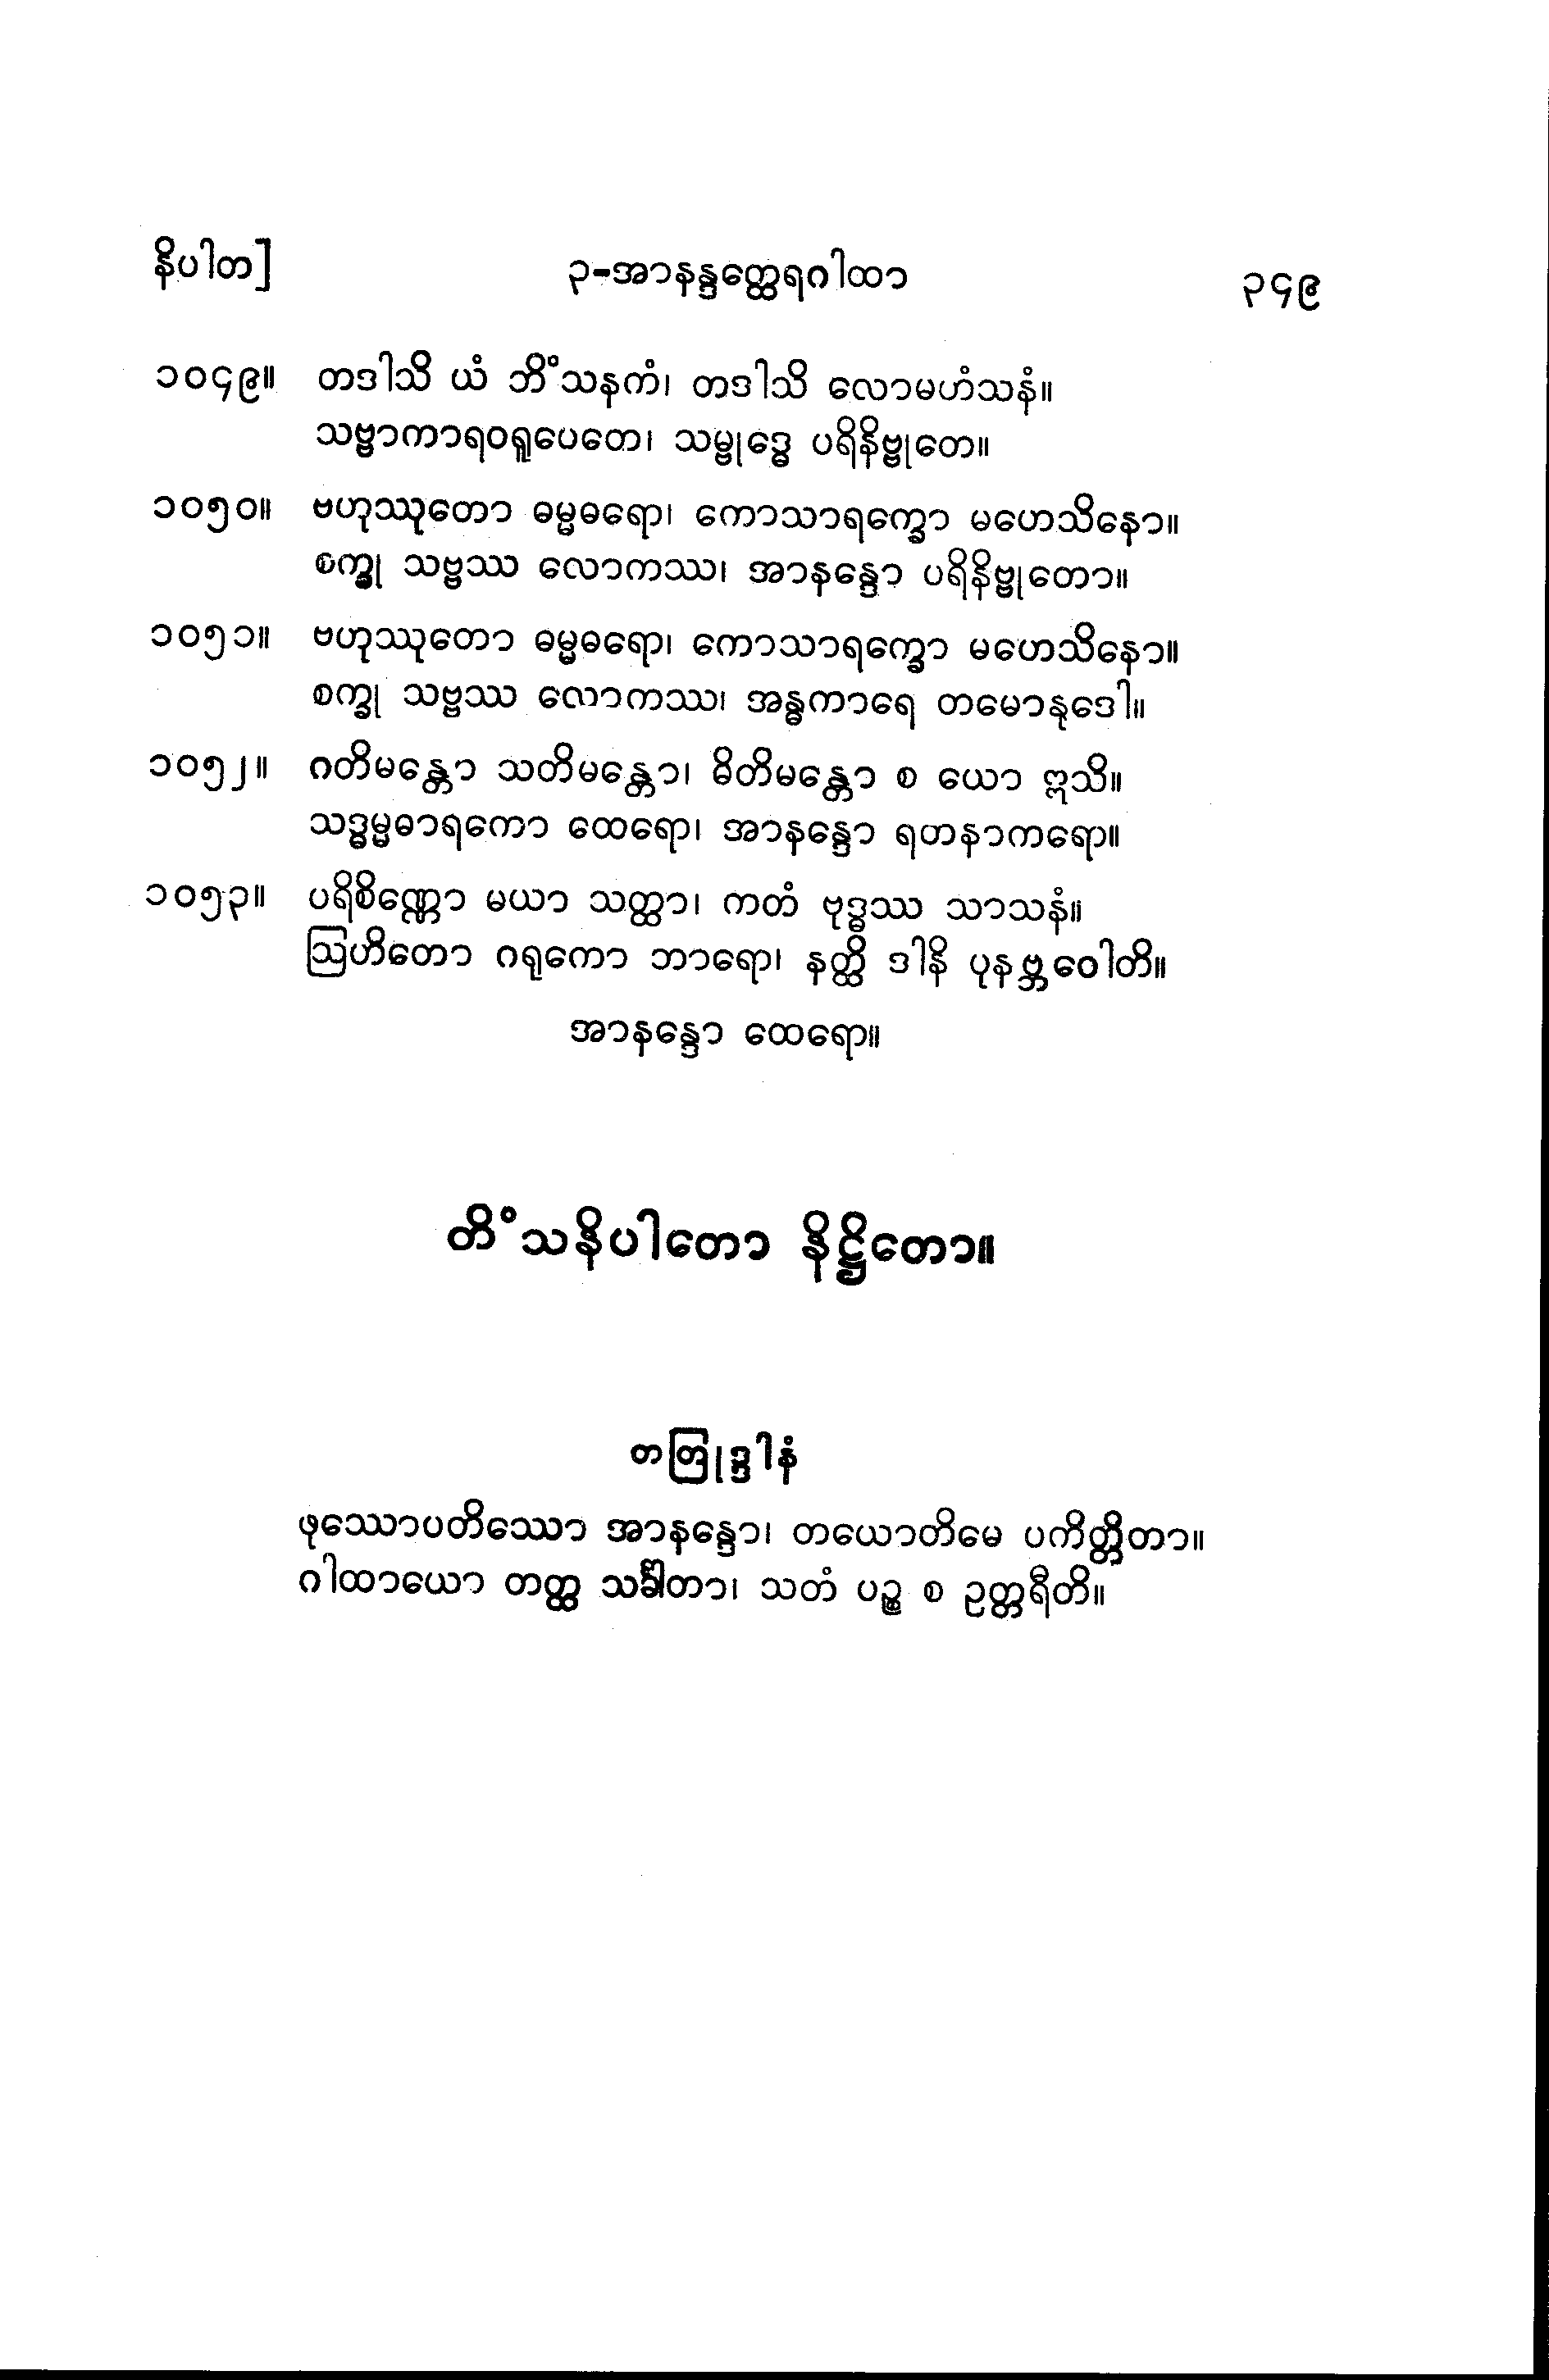 နိပါတ]
၃-အာနန္ဒတ္ထေရဂါထာ
၃၄၉
၁၀၄၉။ တဒါသိ ယံ ဘိံသနကံ၊ တဒါသိ လောမဟံသနံ။
သဗ္ဗာကာရဝရူပေတေ၊ သမ္ဗုဒ္ဓေ ပရိနိဗ္ဗုတေ။
၁၀၅၀။ ဗဟုဿုတော ဓမ္မဓရော၊ ကောသာရက္ခော မဟေသိနော။
စက္ခု သဗ္ဗဿ လောကဿ၊ အာနန္ဒော ပရိနိဗ္ဗုတော။
၁၀၅၁။ ဗဟုဿုတော ဓမ္မဓရော၊ ကောသာရက္ခော မဟေသိနော။
စက္ခု သဗ္ဗဿ လောကဿ၊ အန္ဓကာရေ တမောနုဒေါ။
၁၀၅၂။ ဂတိမန္တော သတိမန္တော၊ ဓိတိမန္တော စ ယော ဣသိ။
သဒ္ဓမ္မဓာရကော ထေရော၊ အာနန္ဒော ရတနာကရော။
၁၀၅၃။ ပရိစိဏ္ဏော မယာ သတ္ထာ၊ ကတံ ဗုဒ္ဓဿ သာသနံ။
ဩဟိတော ဂရုကော ဘာရော၊ နတ္ထိ ဒါနိ ပုနဗ္ဘဝေါတိ။
အာနန္ဒော ထေရော။
တိံသနိပါတော နိဋ္ဌိတော။
တတြုဒ္ဒါနံ
ဖုဿောပတိဿော အာနန္ဒော၊ တယောတိမေ ပကိတ္တိတာ။
ဂါထာယော တတ္ထ သင်္ခါတာ၊ သတံ ပဉ္စ စ ဥတ္တရီတိ။